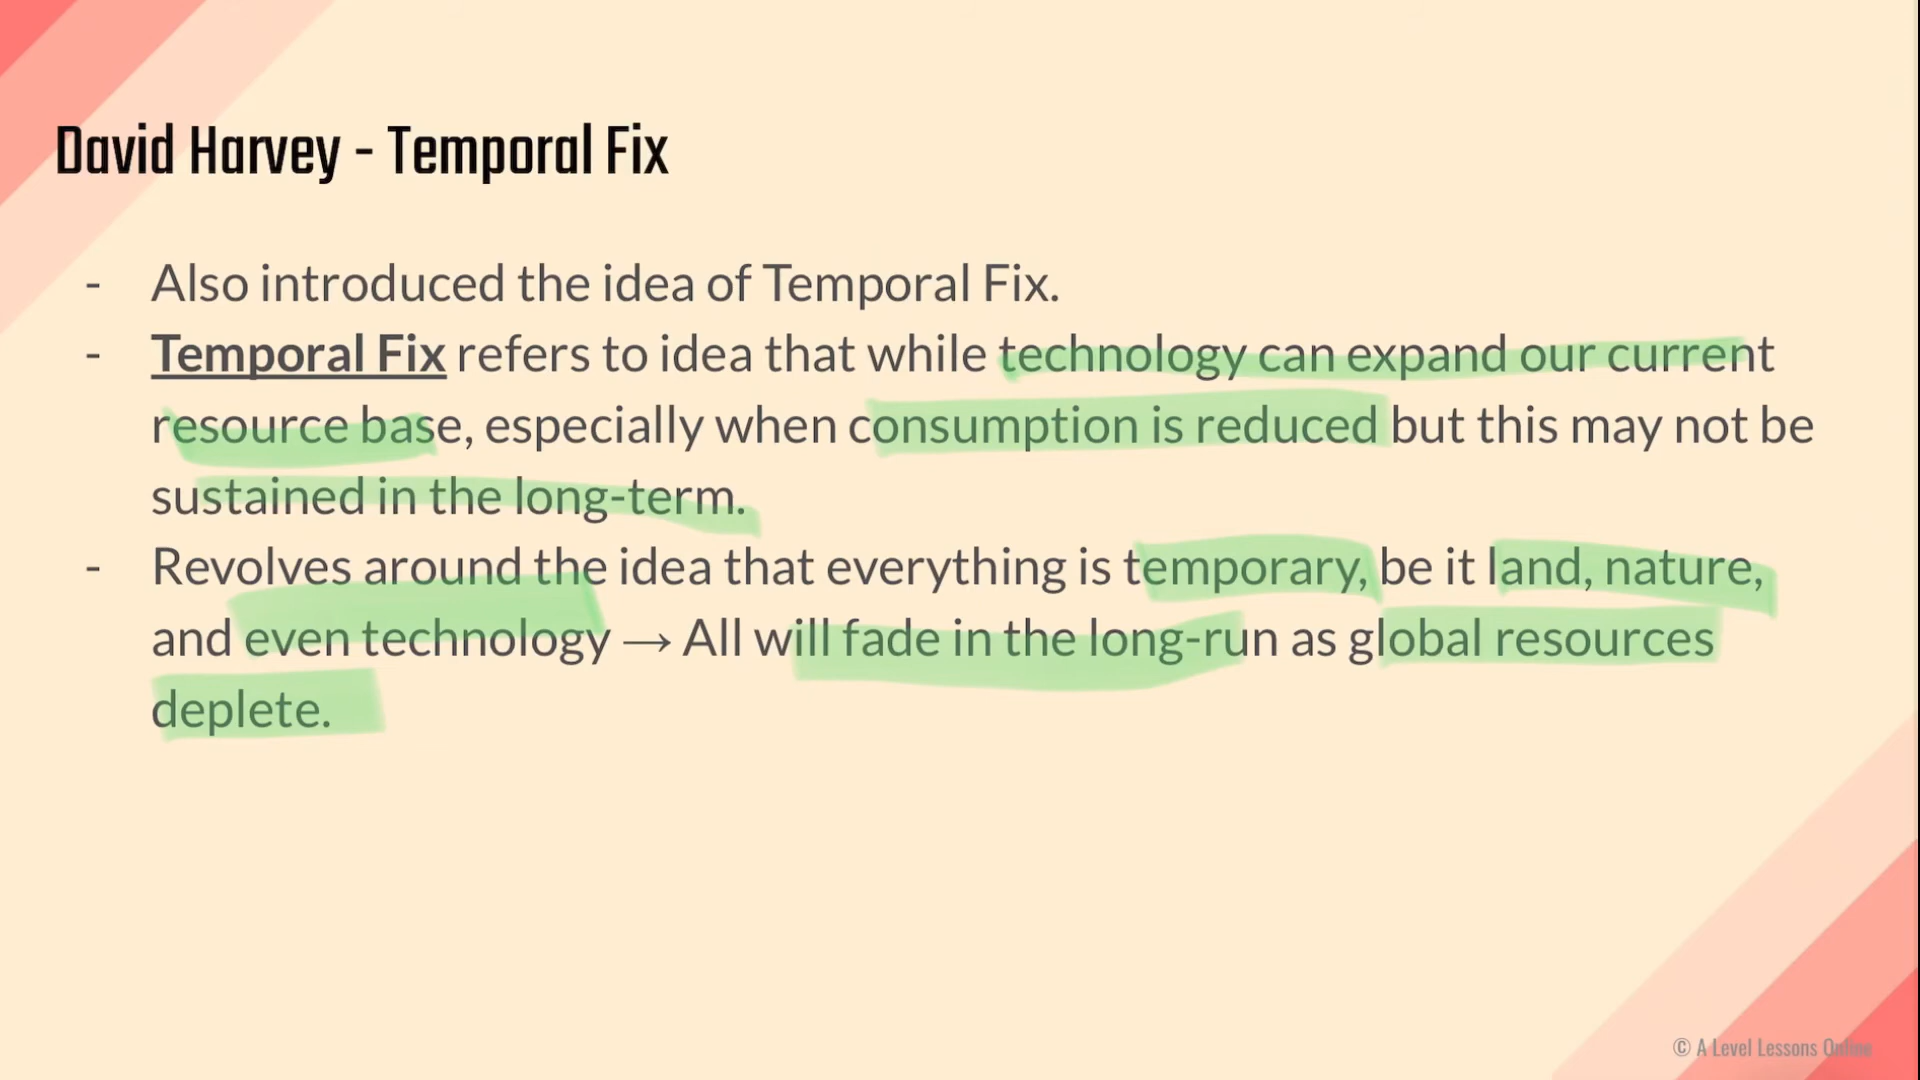 David Harvey - Temporal Fix
- Also introduced the idea of Temporal Fix.
- Temporal Fix refers to idea that while technology can expand our current
resource base, especially when consumption is reduced but this may not be
sustained in the long-term.
- Revolves around the idea that everything is temporary, be it land, nature,
and even technology → All will fade in the long-run as global resources
deplete.
© A Level Lessons Online